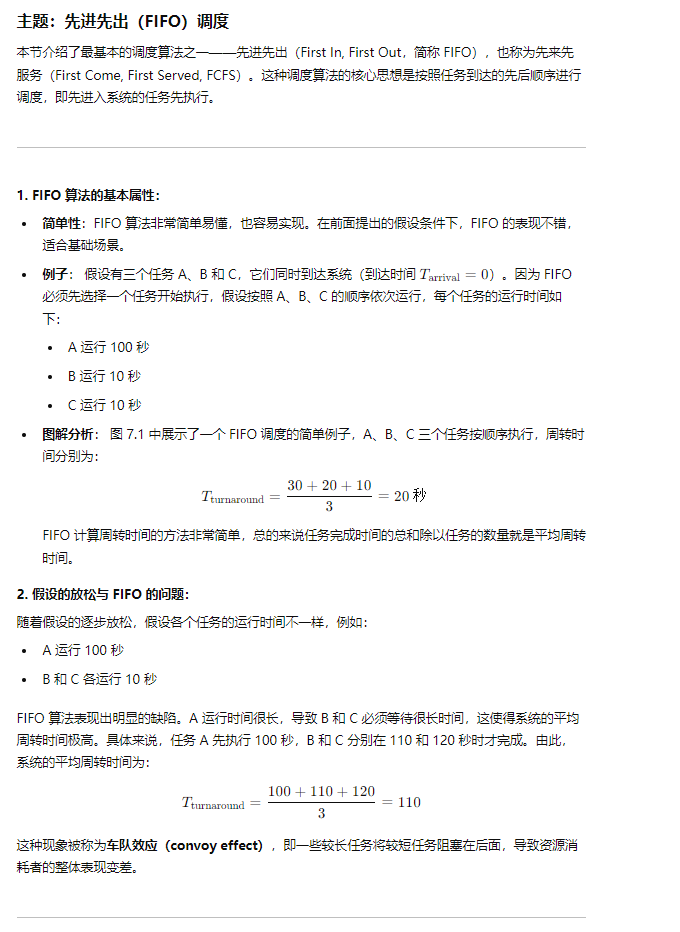 主题：先进先出（FIFO）调度
本节介绍了最基本的调度算法之一——先进先出（First In, First Out，简称 FIFO），也称为先来先
服务（First Come, First Served, FCFS）。这种调度算法的核心思想是按照任务到达的先后顺序进行
调度，即先进入系统的任务先执行。
1. FIFO 算法的基本属性：
• 简单性：FIFO 算法非常简单易懂，也容易实现。在前面提出的假设条件下，FIFO 的表现不错，
适合基础场景。
• 例子： 假设有三个任务 A、B 和 C，它们同时到达系统（到达时间 T_arrival = 0）。因为 FIFO
必须先选择一个任务开始执行，假设按照 A、B、C 的顺序依次运行，每个任务的运行时间如
下：
• A 运行 100 秒
• B 运行 10 秒
• C 运行 10 秒
• 图解分析： 图 7.1 中展示了一个 FIFO 调度的简单例子，A、B、C 三个任务按顺序执行，周转时
间分别为：
T_turnaround = (30 + 20 + 10) / 3 = 20 秒
FIFO 计算周转时间的方法非常简单，总的来说任务完成时间的总和除以任务的数量就是平均周转
时间。
2. 假设的放松与 FIFO 的问题：
随着假设的逐步放松，假设各个任务的运行时间不一样，例如：
• A 运行 100 秒
• B 和 C 各运行 10 秒
FIFO 算法表现出明显的缺陷。A 运行时间很长，导致 B 和 C 必须等待很长时间，这使得系统的平均
周转时间极高。具体来说，任务 A 先执行 100 秒，B 和 C 分别在 110 和 120 秒时才完成。由此，
系统的平均周转时间为：
T_turnaround = (100 + 110 + 120) / 3 = 110
这种现象被称为车队效应（convoy effect），即一些较长任务将较短任务阻塞在后面，导致资源消
耗者的整体表现变差。